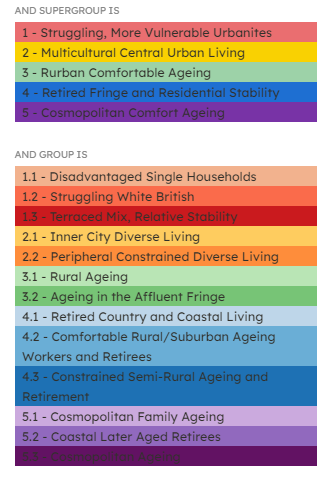 AND SUPERGROUP IS
1 - Struggling, More Vulnerable Urbanites
2 - Multicultural Central Urban Living
3 - Rurban Comfortable Ageing
4 - Retired Fringe and Residential Stability
5 - Cosmopolitan Comfort Ageing
AND GROUP IS
1.1 - Disadvantaged Single Households
1.2 - Struggling White British
1.3 - Terraced Mix, Relative Stability
2.1 - Inner City Diverse Living
2.2 - Peripheral Constrained Diverse Living
3.1 - Rural Ageing
3.2 - Ageing in the Affluent Fringe
4.1 - Retired Country and Coastal Living
4.2 - Comfortable Rural/Suburban Ageing
Workers and Retirees
4.3 - Constrained Semi-Rural Ageing and
Retirement
5.1 - Cosmopolitan Family Ageing
5.2 - Coastal Later Aged Retirees
5.3 - Cosmopolitan Ageing